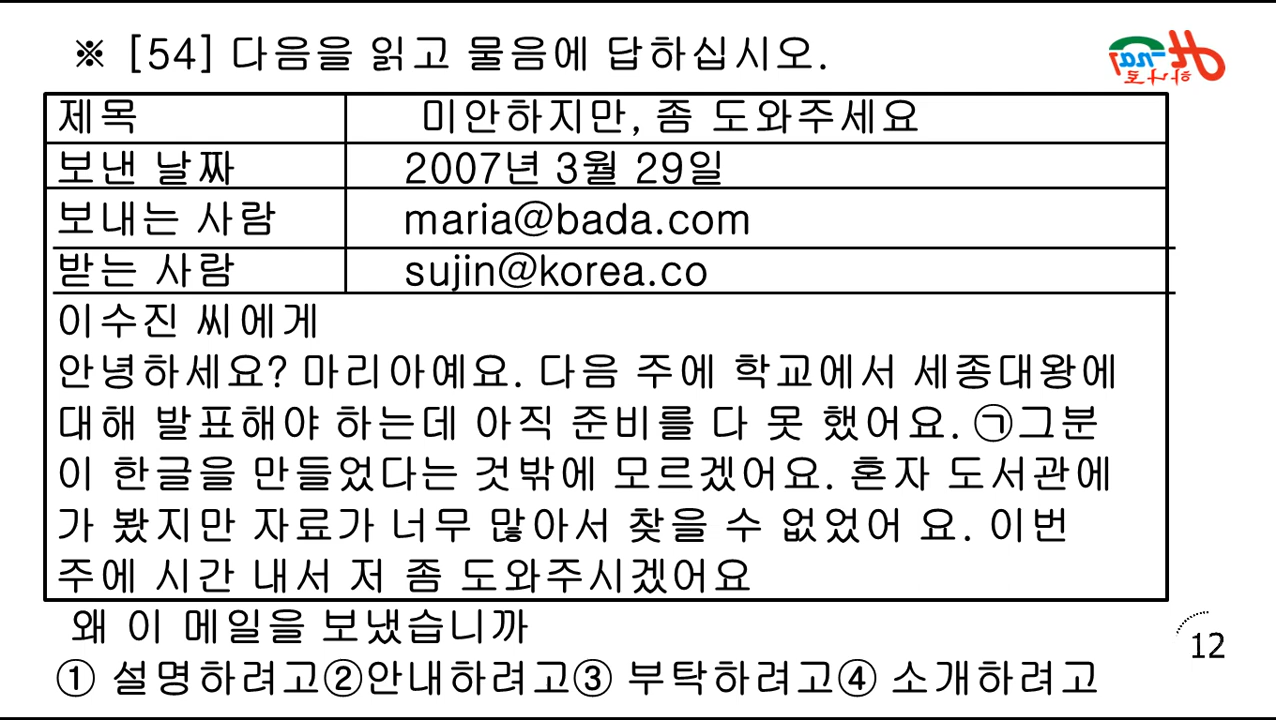 ※ [54] 다음을 읽고 물음에 답하십시오.
제목 미안하지만, 좀 도와주세요
보낸 날짜 2007년 3월 29일
보내는 사람 maria@bada.com
받는 사람 sujin@korea.co
이수진 씨에게
안녕하세요? 마리아예요. 다음 주에 학교에서 세종대왕에
대해 발표해야 하는데 아직 준비를 다 못 했어요. ㉠그분
이 한글을 만들었다는 것밖에 모르겠어요. 혼자 도서관에
가 봤지만 자료가 너무 많아서 찾을 수 없었어 요. 이번
주에 시간 내서 저 좀 도와주시겠어요
왜 이 메일을 보냈습니까
① 설명하려고②안내하려고③ 부탁하려고④ 소개하려고
12